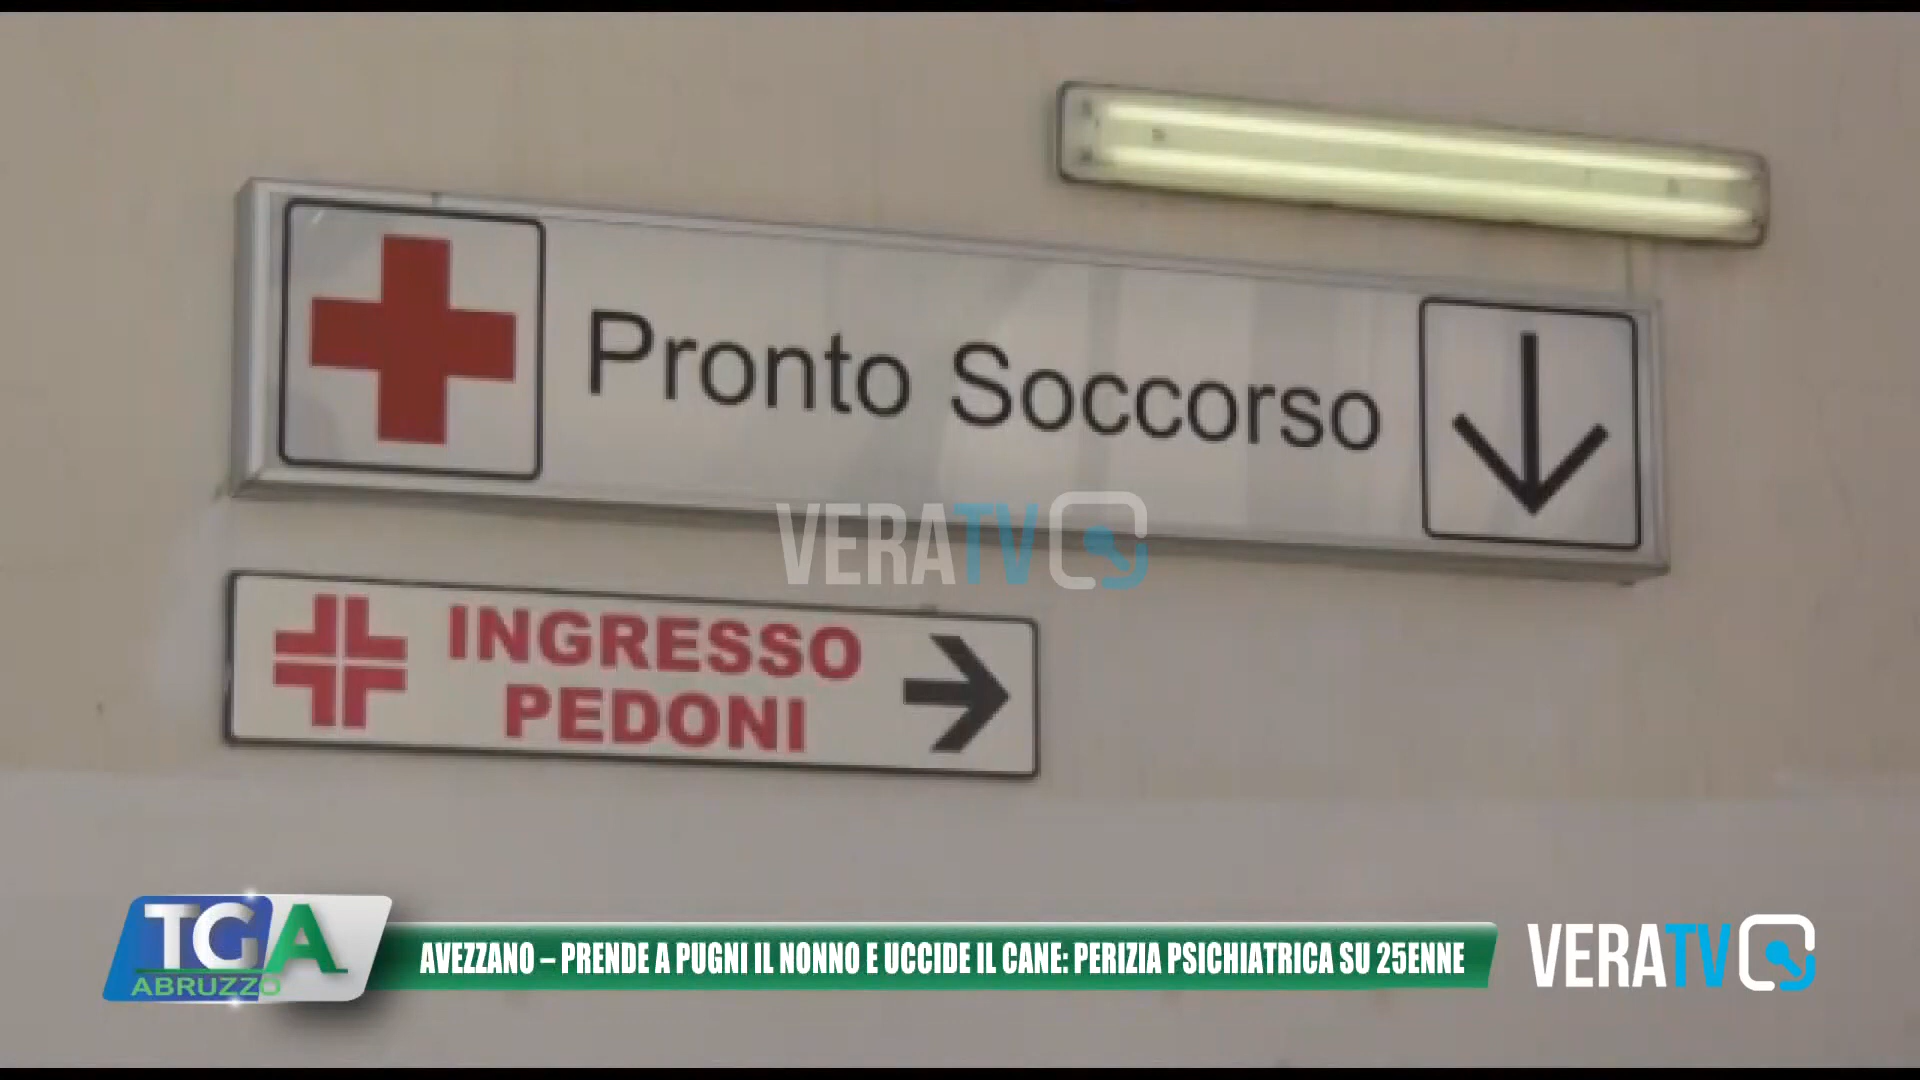 Pronto Soccorso
VERATV
INGRESSO
PEDONI
TGA
ABRUZZO
AVEZZANO – PRENDE A PUGNI IL NONNO E UCCIDE IL CANE: PERIZIA PSICHIATRICA SU 25ENNE
VERATV